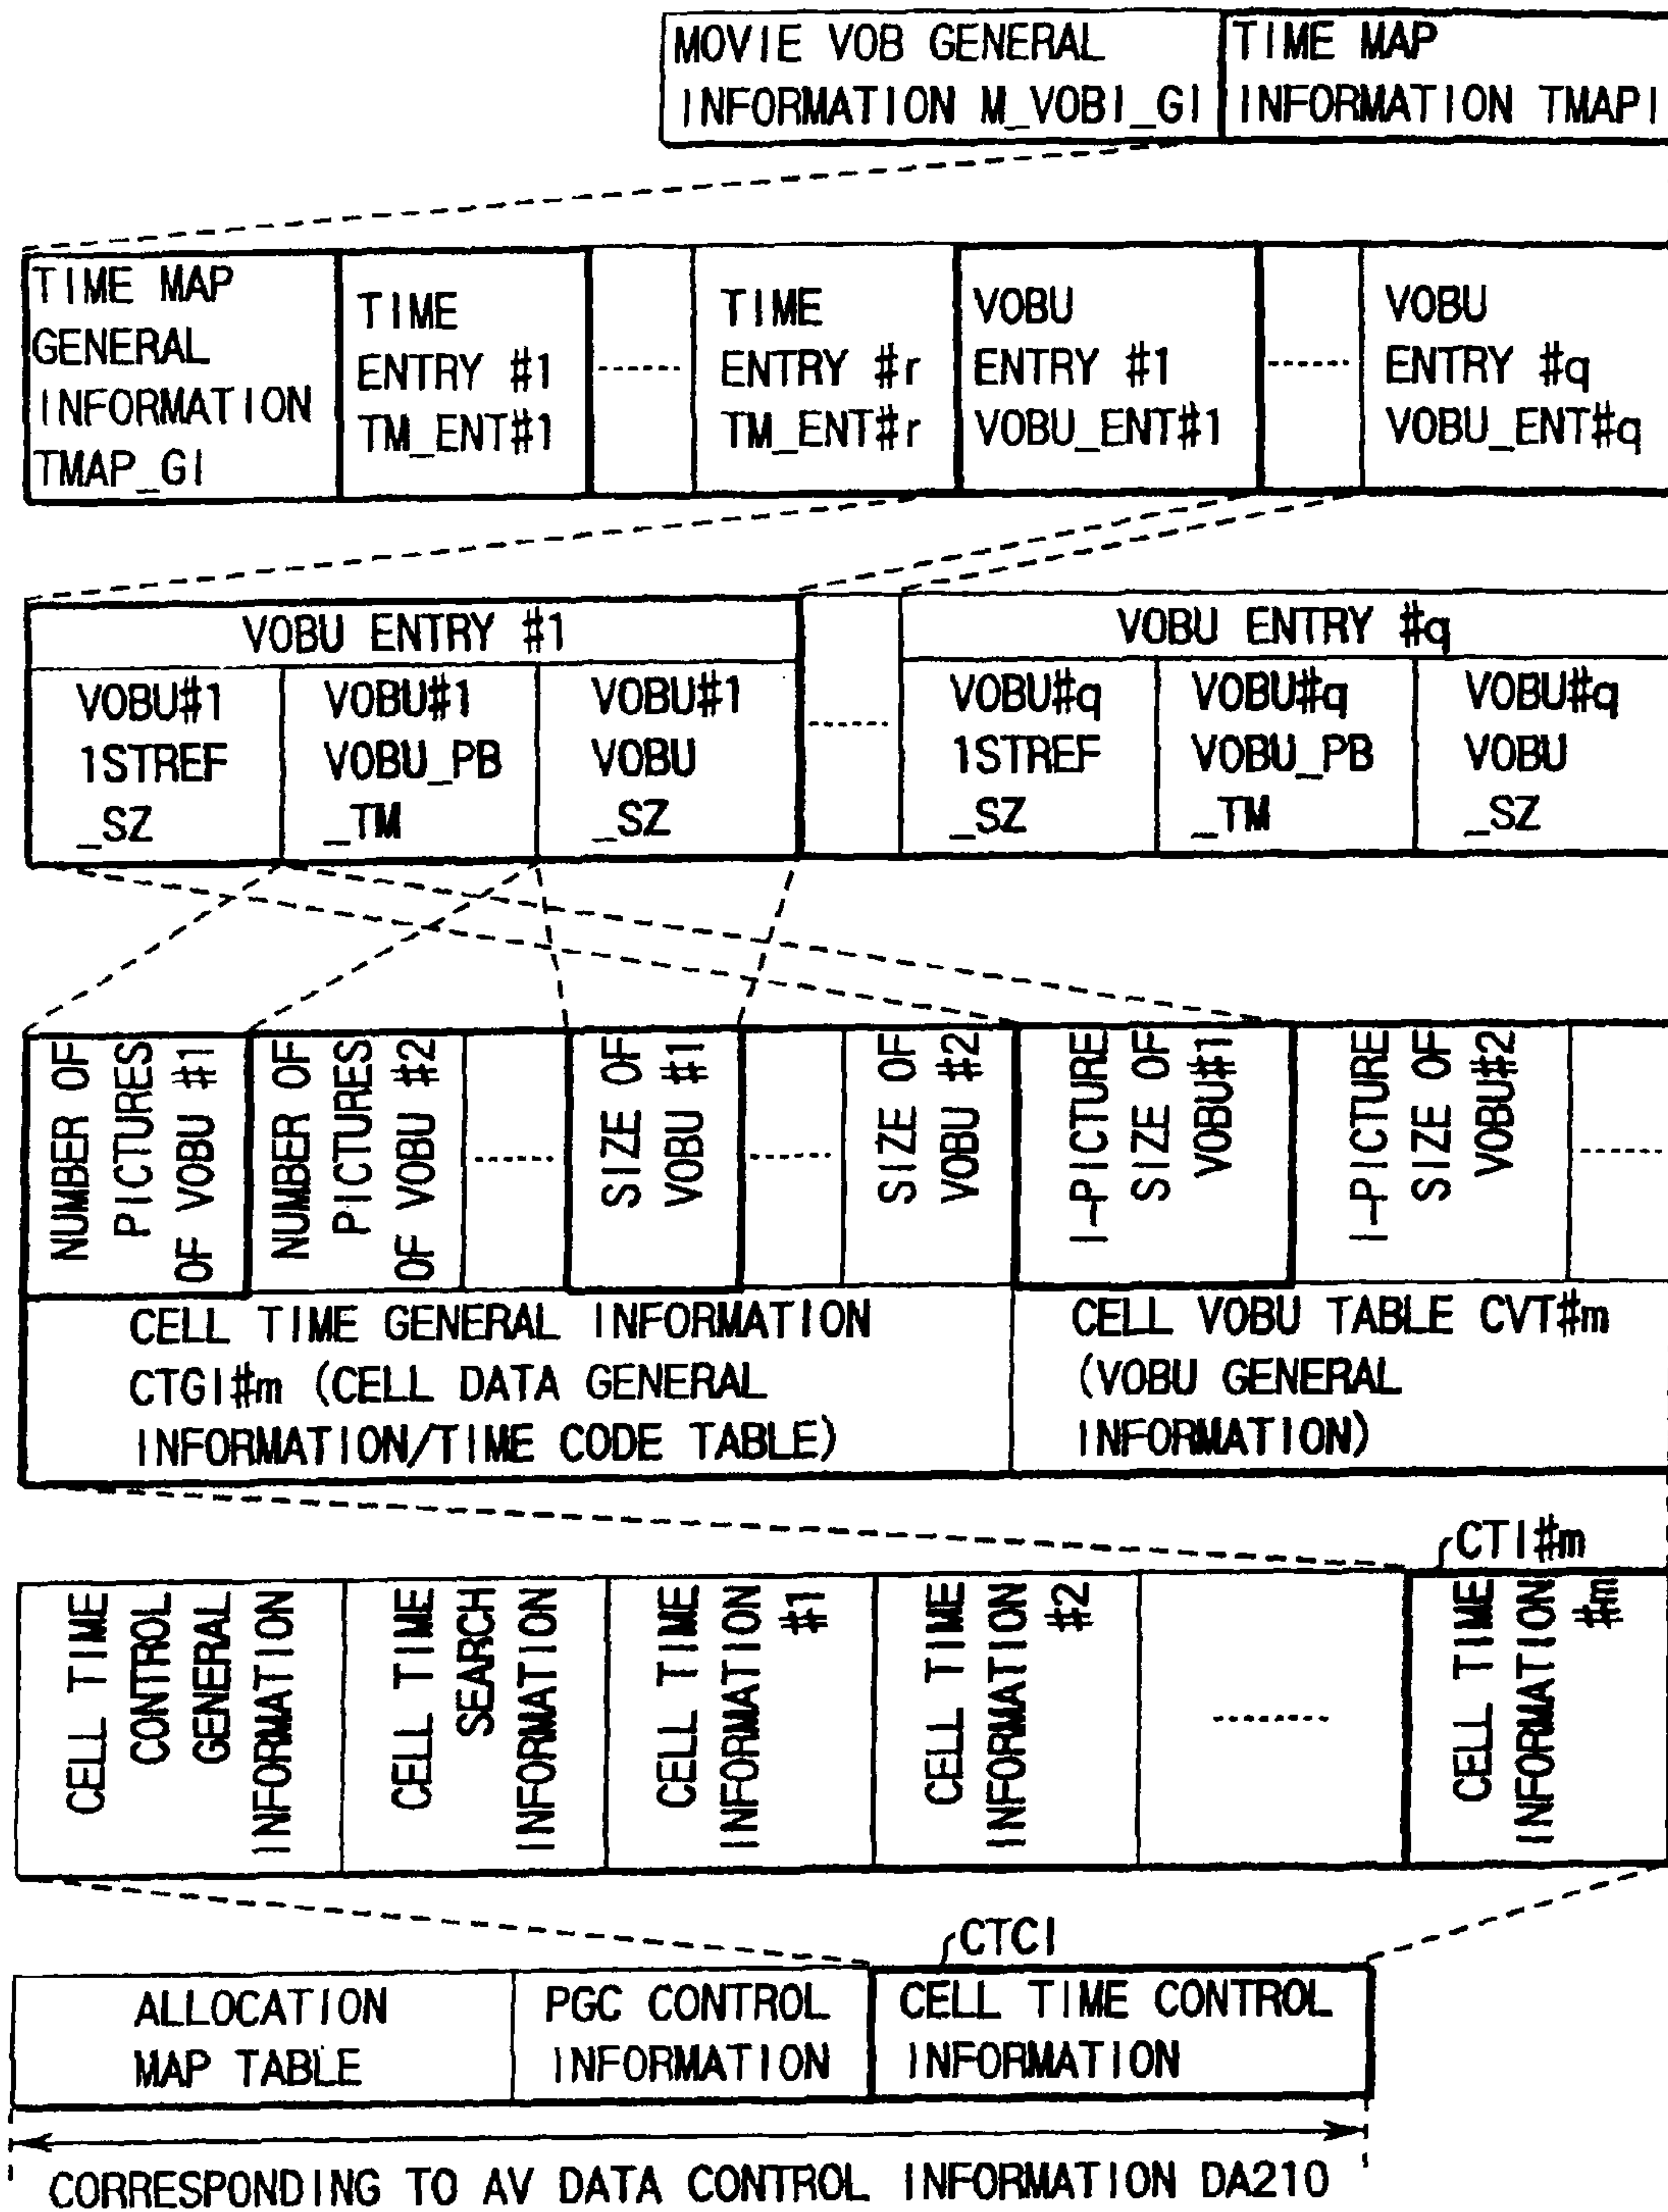 MOVIE VOB GENERAL
INFORMATION M_VOBI_GI
TIME MAP
INFORMATION TMAPI
TIME MAP
GENERAL
INFORMATION
TMAP_GI
TIME
ENTRY #1
TM_ENT#1
TIME
ENTRY #r
TM_ENT#r
VOBU
ENTRY #1
VOBU_ENT#1
VOBU
ENTRY #q
VOBU_ENT#q
VOBU ENTRY #1
VOBU#1
1STREF
_SZ
VOBU#1
VOBU_PB
_TM
VOBU#1
VOBU
_SZ
VOBU ENTRY #q
VOBU#q
1STREF
_SZ
VOBU#q
VOBU_PB
_TM
VOBU#q
VOBU
_SZ
NUMBER OF
PICTURES
OF VOBU #1
NUMBER OF
PICTURES
OF VOBU #2
SIZE OF
VOBU #1
SIZE OF
VOBU #2
I-PICTURE
SIZE OF
VOBU#1
I-PICTURE
SIZE OF
VOBU#2
CELL TIME GENERAL INFORMATION
CTGI#m (CELL DATA GENERAL
INFORMATION/TIME CODE TABLE)
CELL VOBU TABLE CVT#m
(VOBU GENERAL
INFORMATION)
CTI#m
CELL TIME
CONTROL
GENERAL
INFORMATION
CELL TIME
SEARCH
INFORMATION
CELL TIME
INFORMATION
#1
CELL TIME
INFORMATION
#2
CELL TIME
INFORMATION
#m
CTCI
ALLOCATION
MAP TABLE
PGC CONTROL
INFORMATION
CELL TIME CONTROL
INFORMATION
CORRESPONDING TO AV DATA CONTROL INFORMATION DA210